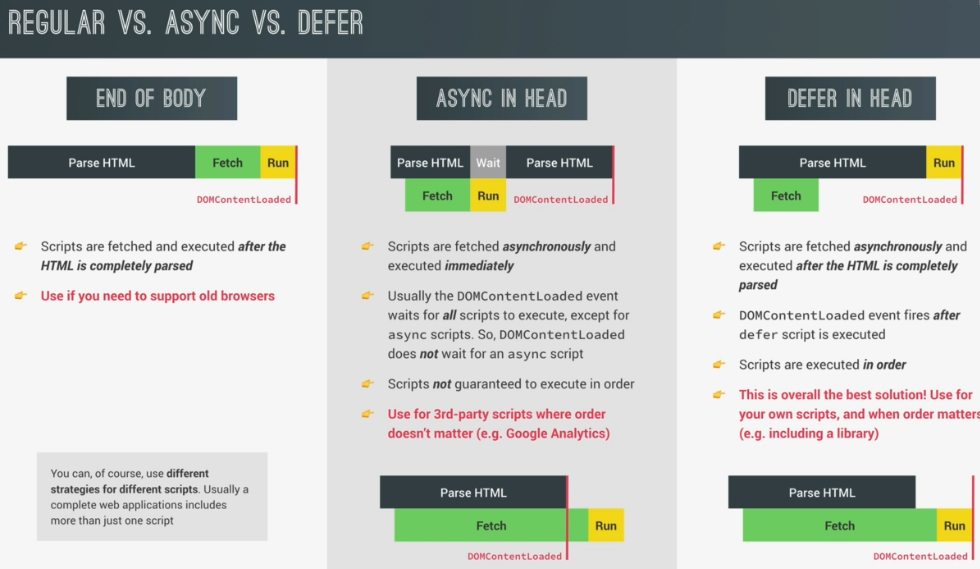 REGULAR VS. ASYNC VS. DEFER
END OF BODY
Parse HTML Fetch Run
DOMContentLoaded
Scripts are fetched and executed after the
HTML is completely parsed
Use if you need to support old browsers
You can, of course, use different
strategies for different scripts. Usually a
complete web applications includes
more than just one script
ASYNC IN HEAD
Parse HTML Wait Parse HTML
Fetch Run DOMContentLoaded
Scripts are fetched asynchronously and
executed immediately
Usually the DOMContentLoaded event
waits for all scripts to execute, except for
async scripts. So, DOMContentLoaded
does not wait for an async script
Scripts not guaranteed to execute in order
Use for 3rd-party scripts where order
doesn't matter (e.g. Google Analytics)
Parse HTML
Fetch Run
DOMContentLoaded
DEFER IN HEAD
Parse HTML Run
Fetch DOMContentLoaded
Scripts are fetched asynchronously and
executed after the HTML is completely
parsed
DOMContentLoaded event fires after
defer script is executed
Scripts are executed in order
This is overall the best solution! Use for
your own scripts, and when order matters
(e.g. including a library)
Parse HTML
Fetch Run
DOMContentLoaded